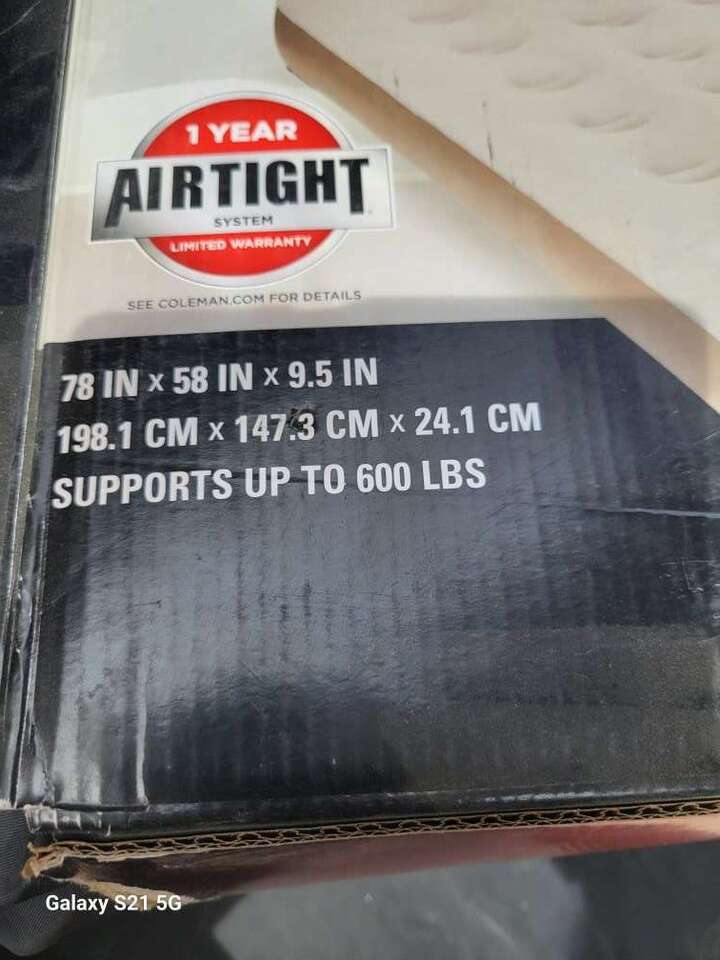 1 YEAR
AIRTIGHT
SYSTEM
LIMITED WARRANTY
SEE COLEMAN.COM FOR DETAILS
78 IN x 58 IN x 9.5 IN
198.1 CM x 147.3 CM x 24.1 CM
SUPPORTS UP TO 600 LBS
Galaxy S21 5G